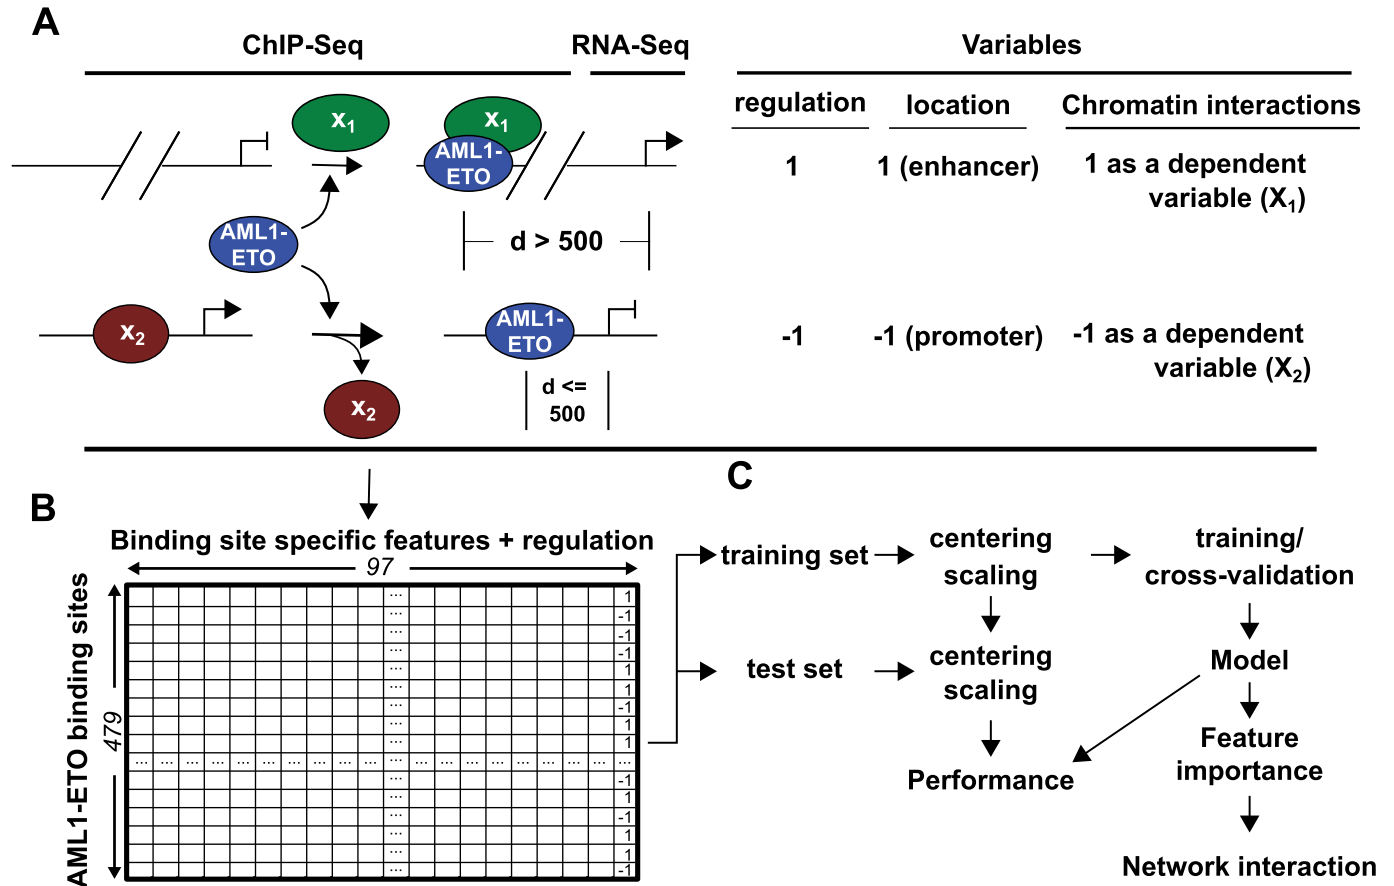 A
ChIP-Seq
RNA-Seq
Variables
regulation
location
Chromatin interactions
X1
X1
AML1-
ETO
1
1 (enhancer)
1 as a dependent
variable (X1)
AML1-
ETO
d > 500
X2
AML1-
ETO
-1
-1 (promoter)
-1 as a dependent
variable (X2)
d <=
500
X2
B
Binding site specific features + regulation
97
AML1-ETO binding sites
479
... 1
... -1
... -1
... -1
... 1
... 1
... -1
... 1
... 1
... ... ... ... ... ... ... ... ... ... ... ... ... ... ... ... ... ... ... ...
... -1
... 1
... -1
... 1
... 1
... -1
C
training set
centering
scaling
training/
cross-validation
test set
centering
scaling
Model
Performance
Feature
importance
Network interaction